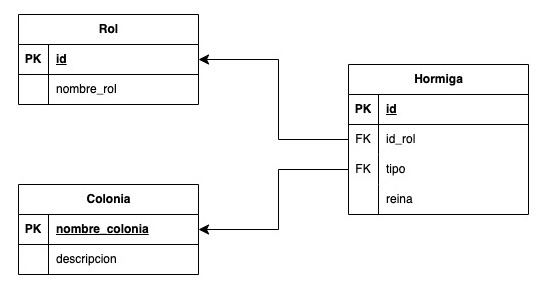 Rol
PK id
nombre_rol
Hormiga
PK id
FK id_rol
FK tipo
reina
Colonia
PK nombre_colonia
descripcion